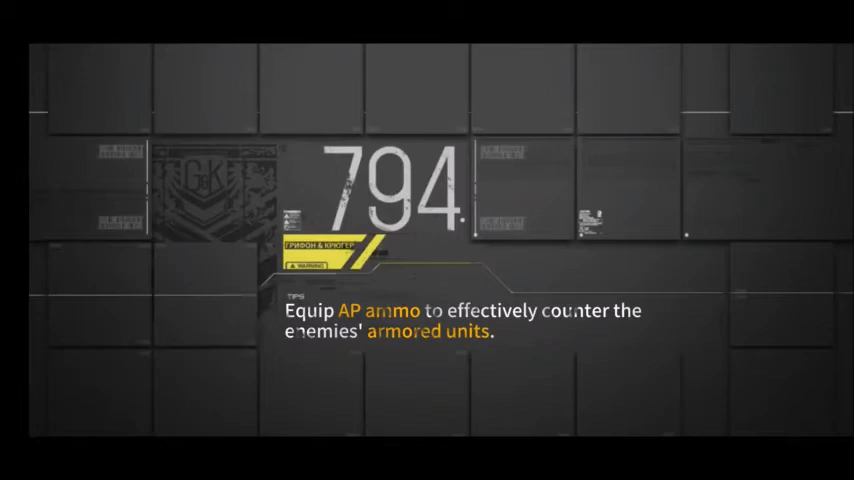 G&K
794.
ГРИФОН & КРЮГЕР
WARNING
TIPS
Equip AP ammo to effectively counter the
enemies' armored units.